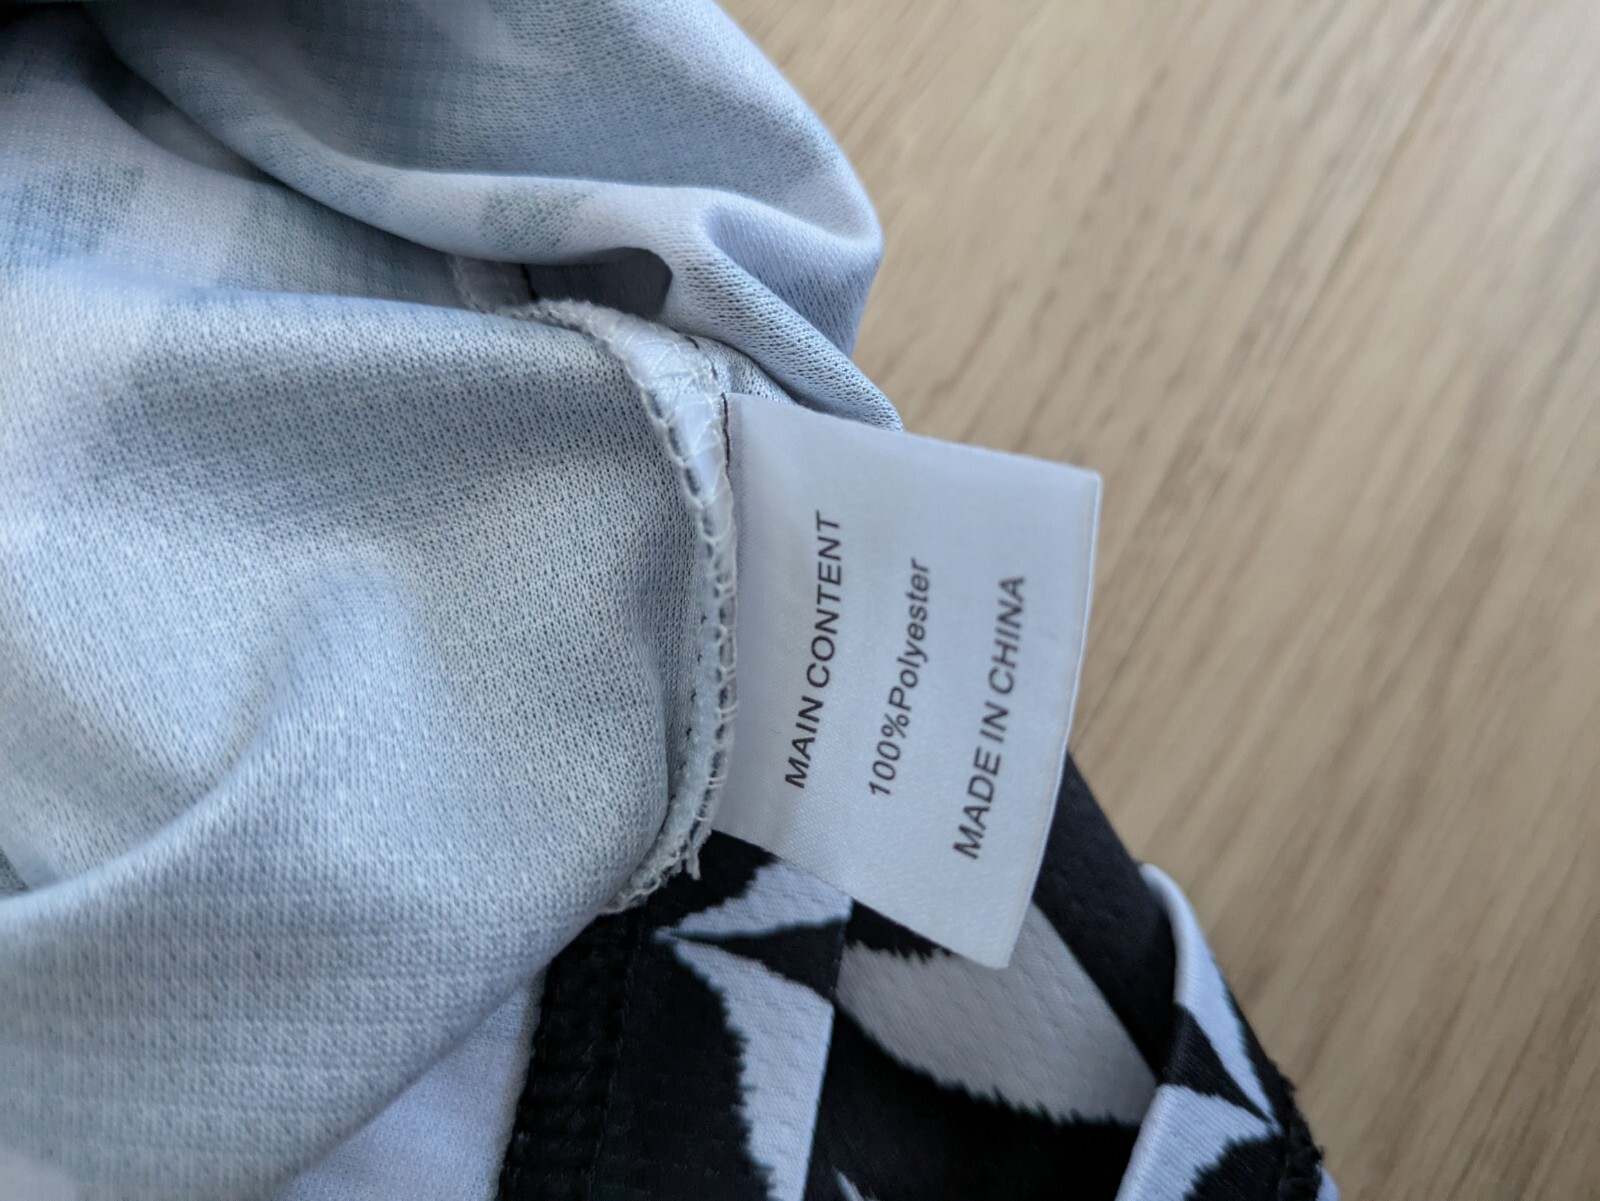 MAIN CONTENT
100%Polyester
MADE IN CHINA